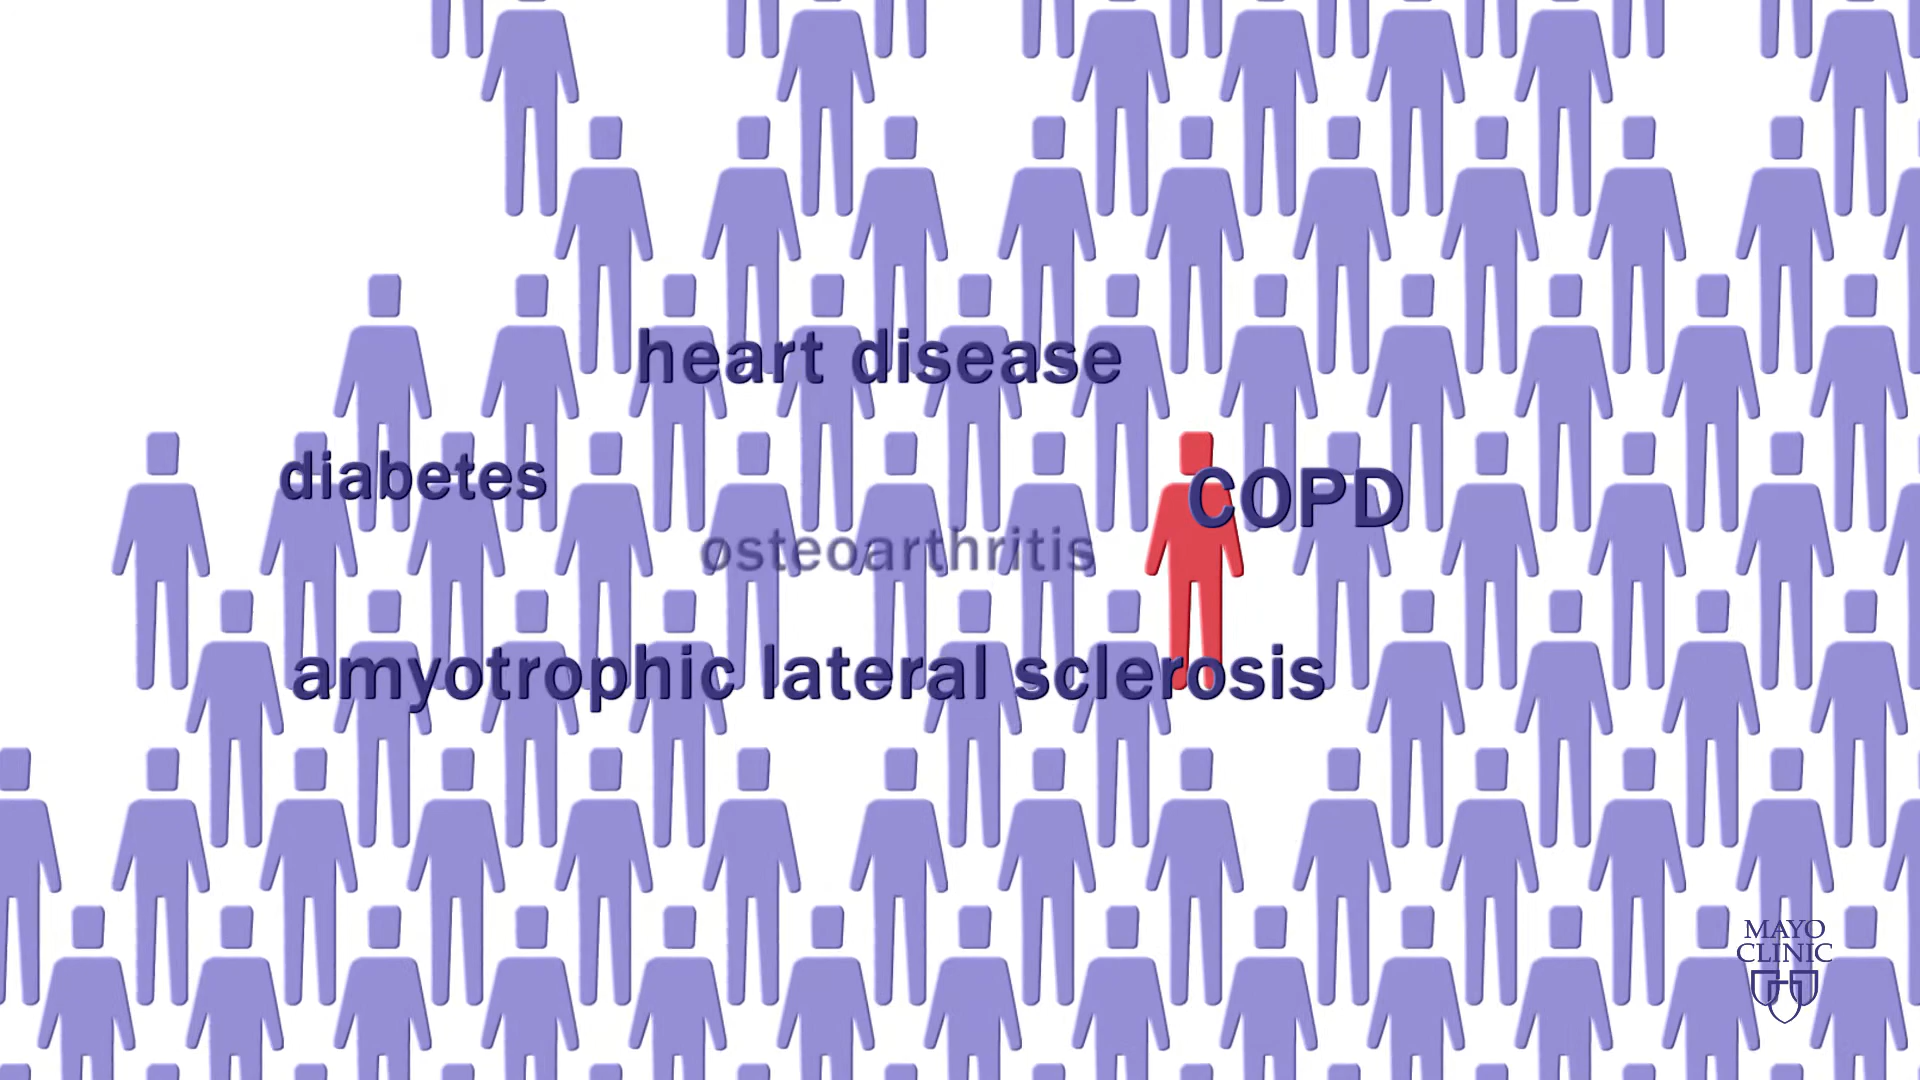 heart disease
diabetes
COPD
osteoarthritis
amyotrophic lateral sclerosis
MAYO
CLINIC